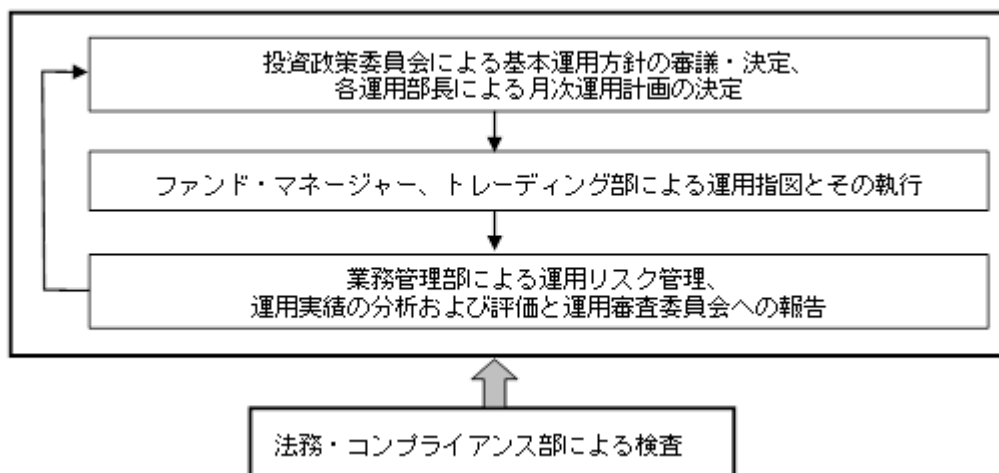 投資政策委員会による基本運用方針の審議・決定、
各運用部長による月次運用計画の決定
ファンド・マネージャー、トレーディング部による運用指図とその執行
業務管理部による運用リスク管理、
運用実績の分析および評価と運用審査委員会への報告
法務・コンプライアンス部による検査